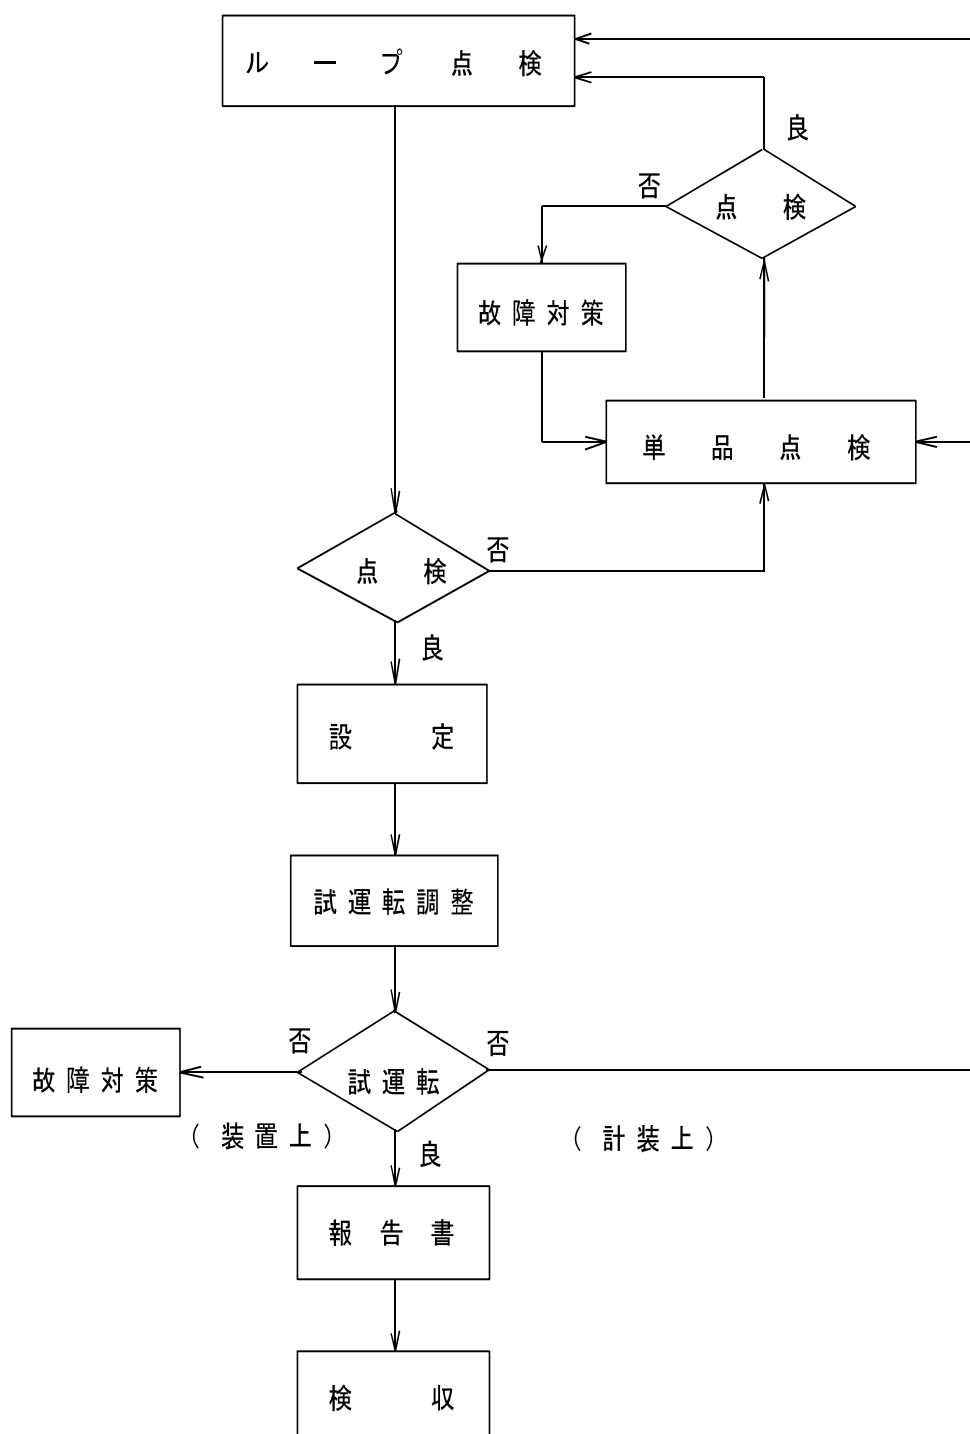 ループ点検
良
否
点検
故障対策
単品点検
否
点検
良
設定
試運転調整
否
否
故障対策
試運転
(装置上)
(計装上)
良
報告書
検収